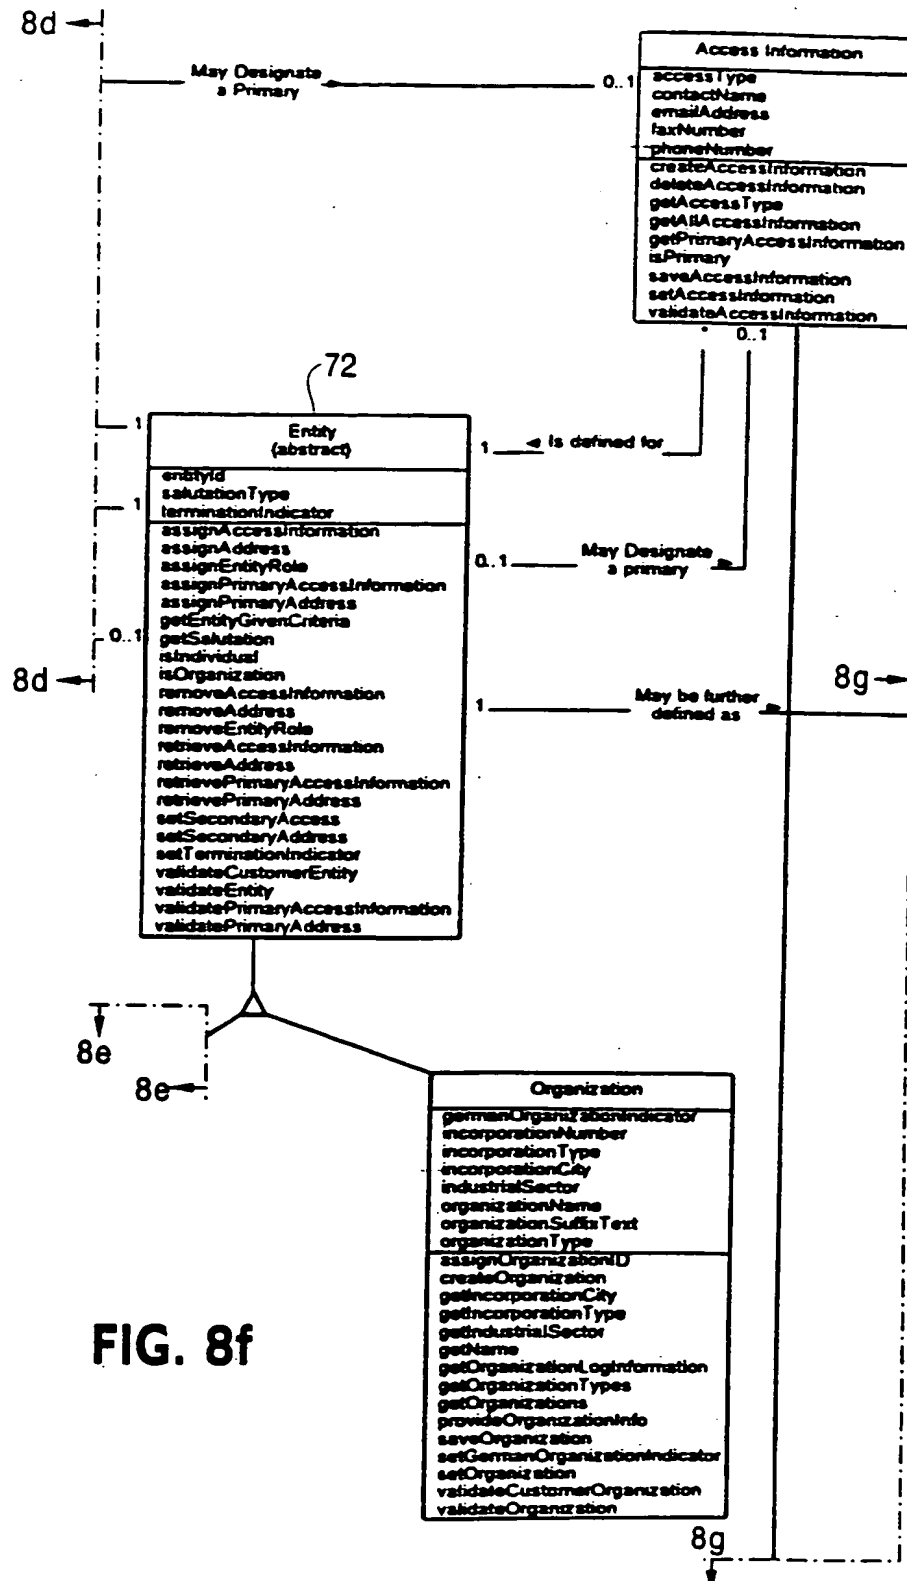 8d
May Designate
a Primary
0..1
Access Information
accessType
contactName
emailAddress
faxNumber
phoneNumber
createAccessInformation
deleteAccessInformation
getAccessType
getAllAccessInformation
getPrimaryAccessInformation
isPrimary
saveAccessInformation
setAccessInformation
validateAccessInformation
*
0..1
72
1
Entity
(abstract)
1
Is defined for
entityId
salutationType
terminationIndicator
1
assignAccessInformation
assignAddress
assignEntityRole
assignPrimaryAccessInformation
assignPrimaryAddress
getEntityGivenCriteria
getSalutation
isIndividual
isOrganization
removeAccessInformation
removeAddress
removeEntityRole
retrieveAccessInformation
retrieveAddress
retrievePrimaryAccessInformation
retrievePrimaryAddress
setSecondaryAccess
setSecondaryAddress
setTerminationIndicator
validateCustomerEntity
validateEntity
validatePrimaryAccessInformation
validatePrimaryAddress
0..1
May Designate
a primary
0..1
8d
8g
1
May be further
defined as
8e
8e
Organization
germanOrganizationIndicator
incorporationNumber
incorporationType
incorporationCity
industrialSector
organizationName
organizationSuffixText
organizationType
assignOrganizationID
createOrganization
getIncorporationCity
getIncorporationType
getIndustrialSector
getName
getOrganizationLogInformation
getOrganizationTypes
getOrganizations
provideOrganizationInfo
saveOrganization
setGermanOrganizationIndicator
setOrganization
validateCustomerOrganization
validateOrganization
FIG. 8f
8g